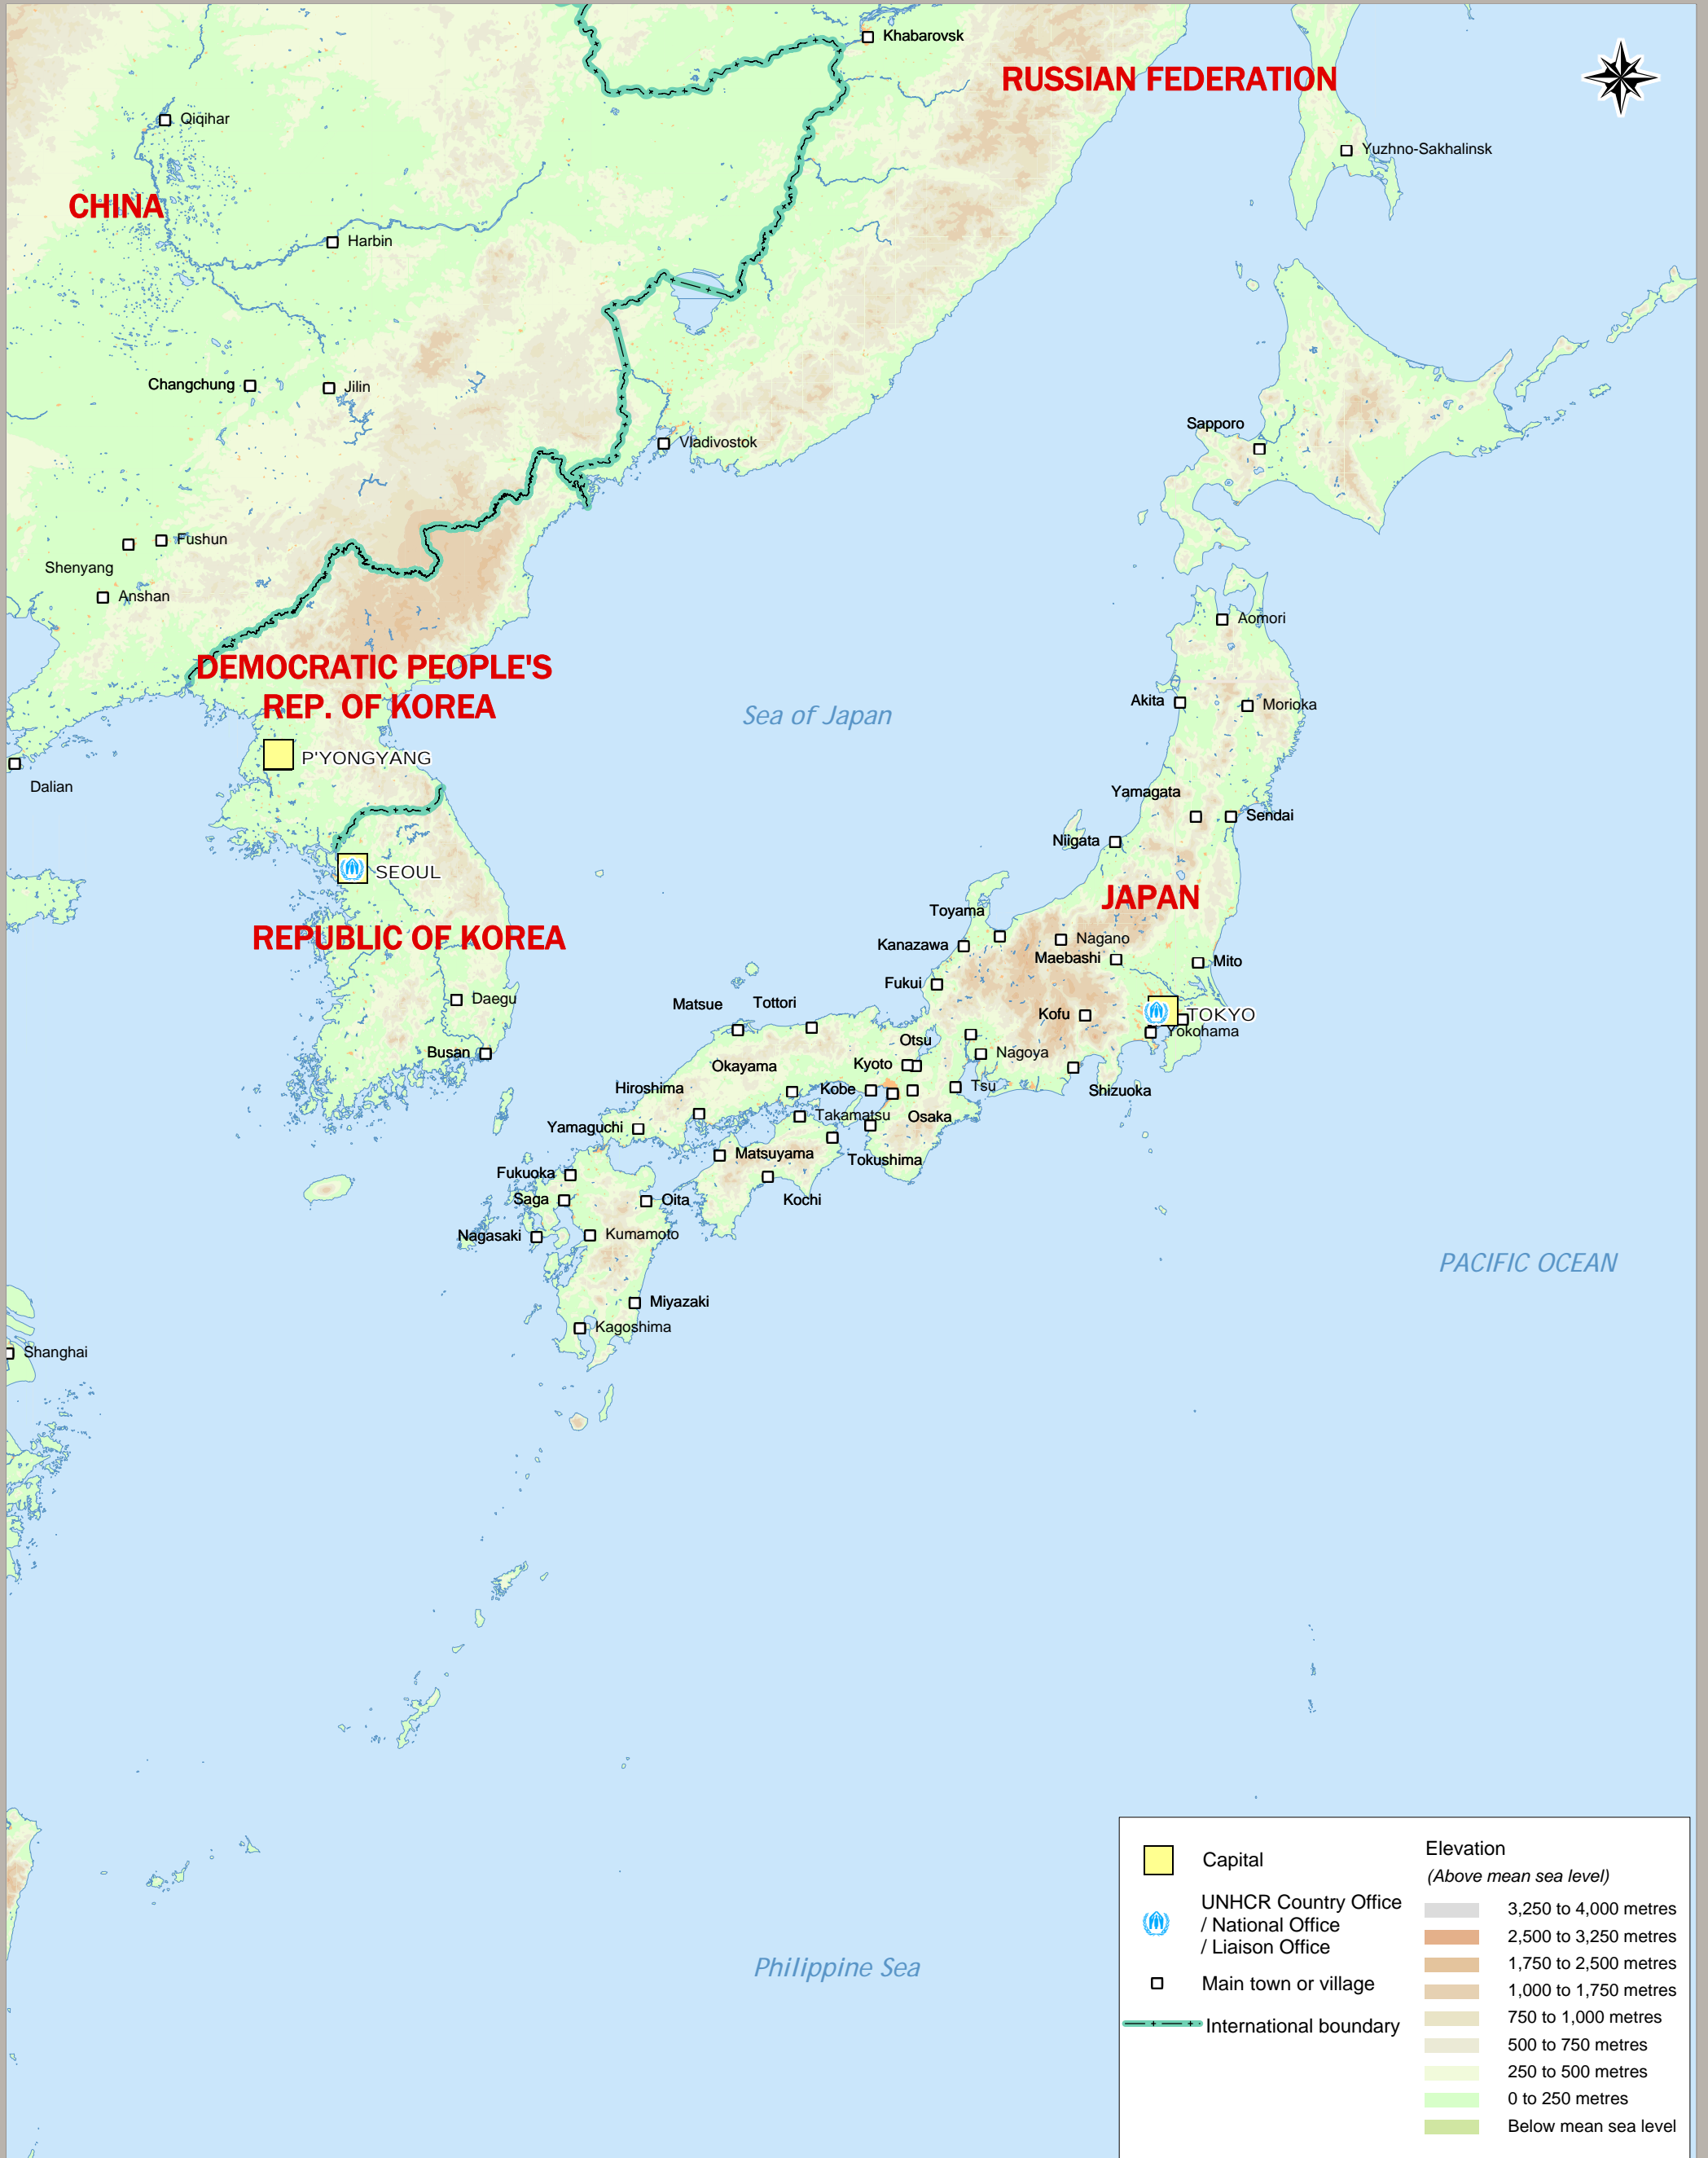 Khabarovsk
RUSSIAN FEDERATION
Qiqihar
Yuzhno-Sakhalinsk
CHINA
Harbin
Changchung
Jilin
Vladivostok
Sapporo
Fushun
Shenyang
Anshan
Aomori
DEMOCRATIC PEOPLE'S
REP. OF KOREA
Akita
Morioka
Sea of Japan
P'YONGYANG
Dalian
Yamagata
Sendai
Niigata
SEOUL
JAPAN
Toyama
REPUBLIC OF KOREA
Kanazawa
Nagano
Maebashi
Mito
Fukui
Daegu
Matsue
Tottori
Kofu
TOKYO
Yokohama
Otsu
Busan
Nagoya
Kyoto
Okayama
Hiroshima
Kobe
Tsu
Shizuoka
Takamatsu
Osaka
Yamaguchi
Matsuyama
Tokushima
Fukuoka
Saga
Oita
Kochi
Nagasaki
Kumamoto
PACIFIC OCEAN
Miyazaki
Kagoshima
Shanghai
Philippine Sea
Capital
UNHCR Country Office
/ National Office
/ Liaison Office
Main town or village
International boundary
Elevation
(Above mean sea level)
3,250 to 4,000 metres
2,500 to 3,250 metres
1,750 to 2,500 metres
1,000 to 1,750 metres
750 to 1,000 metres
500 to 750 metres
250 to 500 metres
0 to 250 metres
Below mean sea level